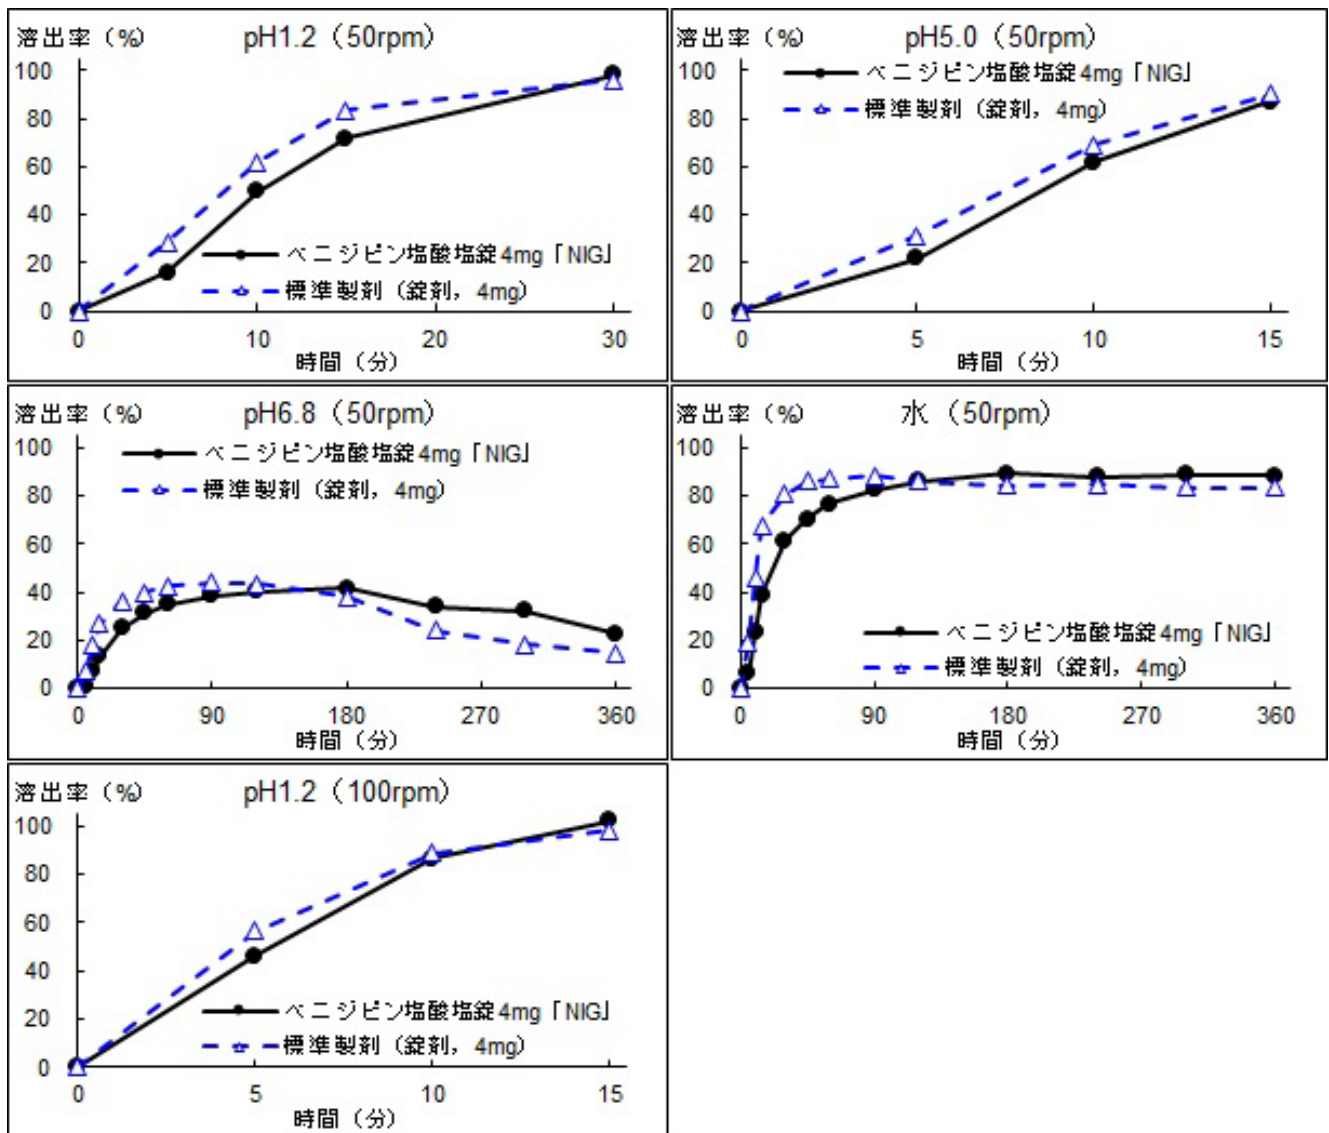 溶出率（%） pH1.2（50rpm）
100
80
60
40
20
0
ベニジピン塩酸塩錠4mg「NIG」
標準製剤（錠剤，4mg）
0 10 20 30
時間（分）
溶出率（%） pH5.0（50rpm）
100
80
60
40
20
0
ベニジピン塩酸塩錠4mg「NIG」
標準製剤（錠剤，4mg）
0 5 10 15
時間（分）
溶出率（%） pH6.8（50rpm）
100
80
60
40
20
0
ベニジピン塩酸塩錠4mg「NIG」
標準製剤（錠剤，4mg）
0 90 180 270 360
時間（分）
溶出率（%） 水（50rpm）
100
80
60
40
20
0
ベニジピン塩酸塩錠4mg「NIG」
標準製剤（錠剤，4mg）
0 90 180 270 360
時間（分）
溶出率（%） pH1.2（100rpm）
100
80
60
40
20
0
ベニジピン塩酸塩錠4mg「NIG」
標準製剤（錠剤，4mg）
0 5 10 15
時間（分）